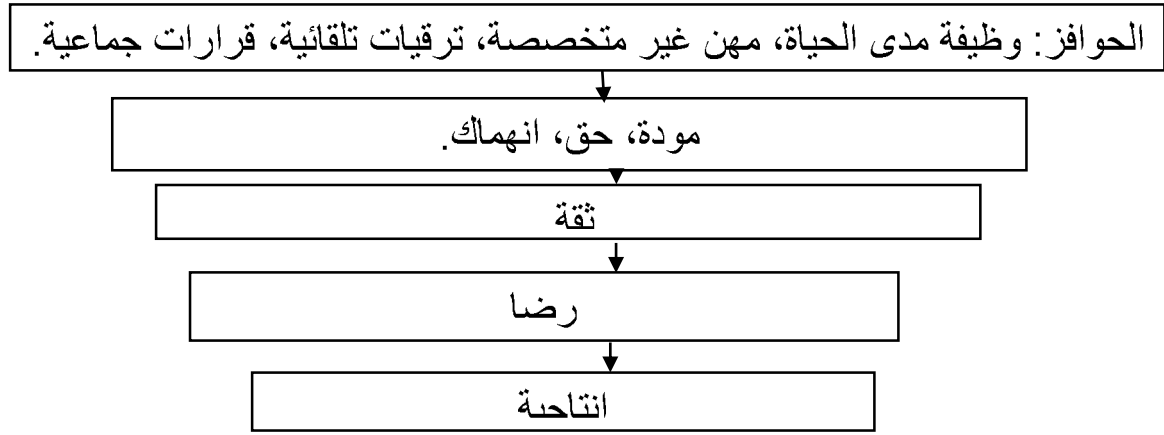 الحوافز: وظيفة مدى الحياة، مهن غير متخصصة، ترقيات تلقائية، قرارات جماعية.
مودة، حق، انهماك.
ثقة
رضا
انتاجية